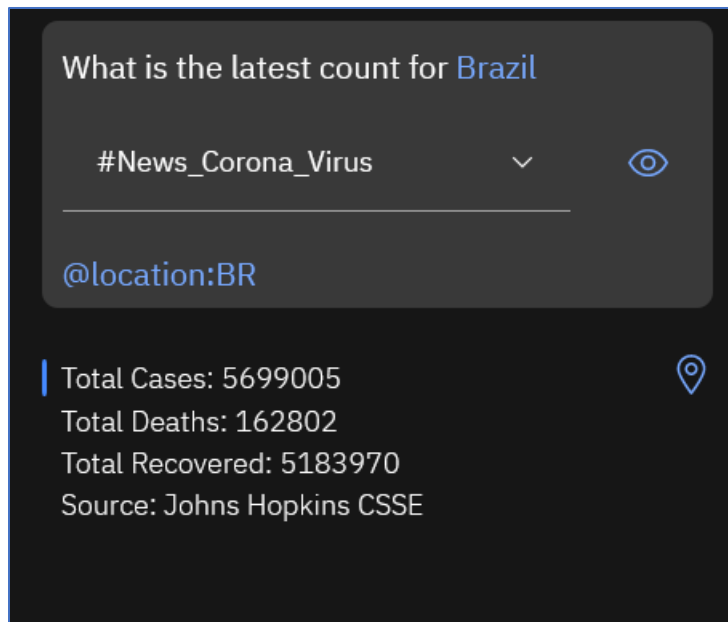 What is the latest count for Brazil
#News_Corona_Virus
@location:BR
Total Cases: 5699005
Total Deaths: 162802
Total Recovered: 5183970
Source: Johns Hopkins CSSE